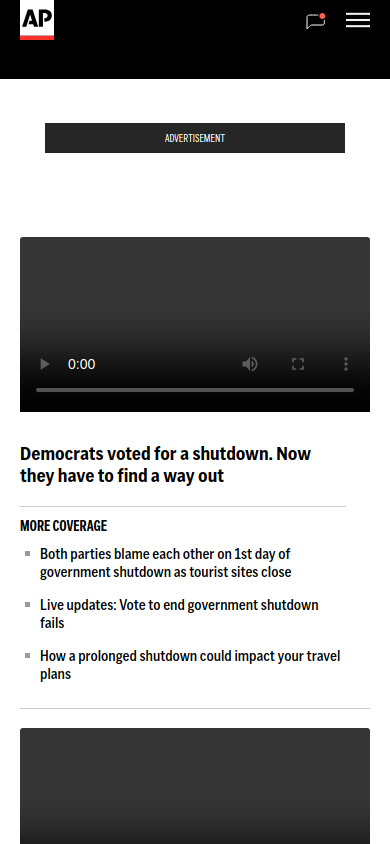 AP
ADVERTISEMENT
0:00
Democrats voted for a shutdown. Now
they have to find a way out
MORE COVERAGE
Both parties blame each other on 1st day of
government shutdown as tourist sites close
Live updates: Vote to end government shutdown
fails
How a prolonged shutdown could impact your travel
plans